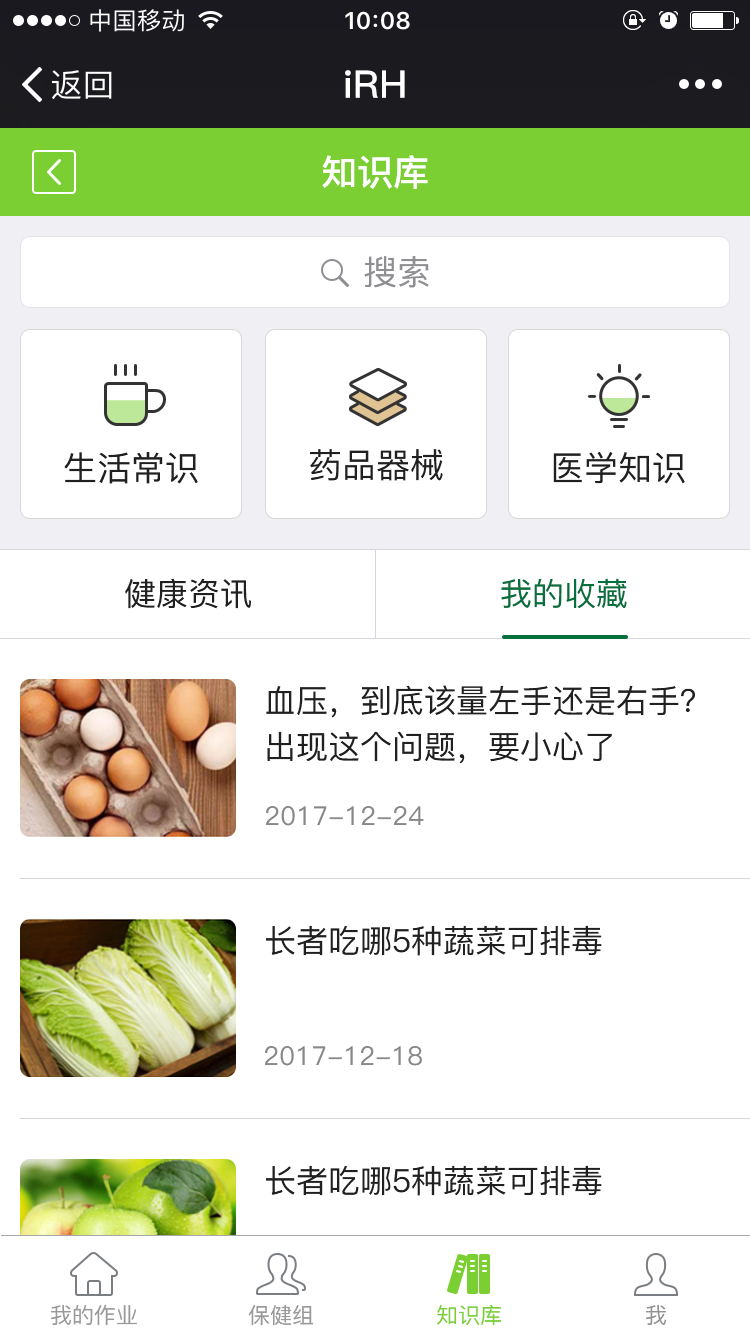 中国移动
10:08
返回
iRH
知识库
搜索
生活常识
药品器械
医学知识
健康资讯
我的收藏
血压，到底该量左手还是右手？
出现这个问题，要小心了
2017-12-24
长者吃哪5种蔬菜可排毒
2017-12-18
长者吃哪5种蔬菜可排毒
我的作业
保健组
知识库
我